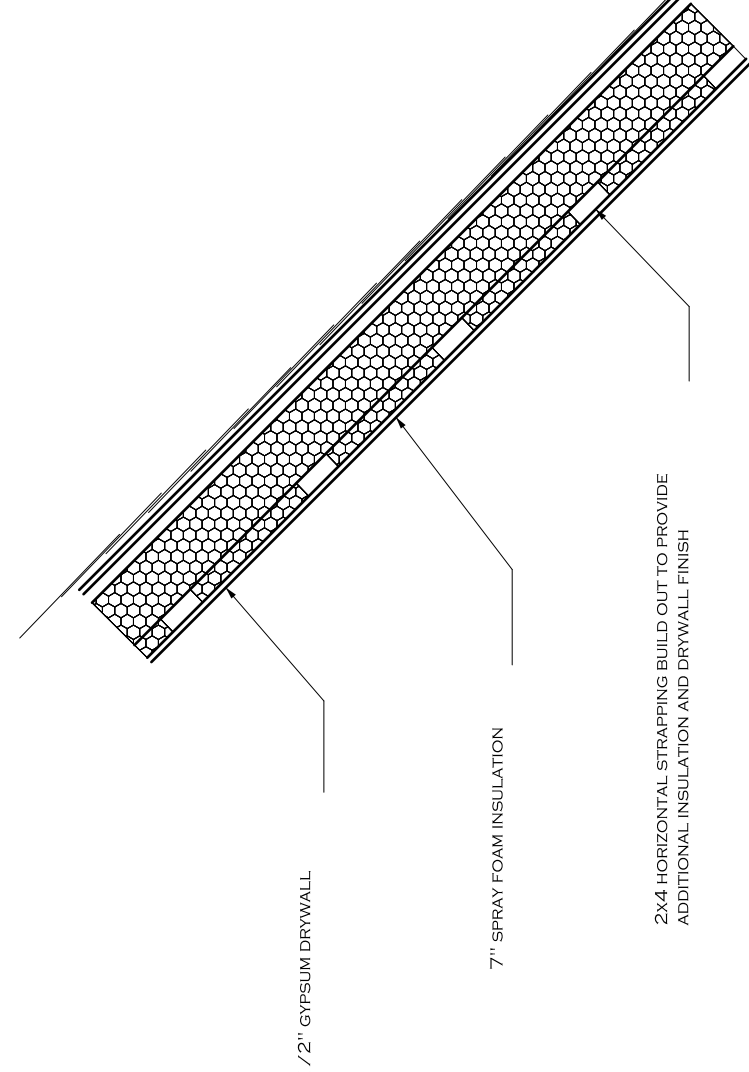 /2" GYPSUM DRYWALL
7" SPRAY FOAM INSULATION
2X4 HORIZONTAL STRAPPING BUILD OUT TO PROVIDE
ADDITIONAL INSULATION AND DRYWALL FINISH